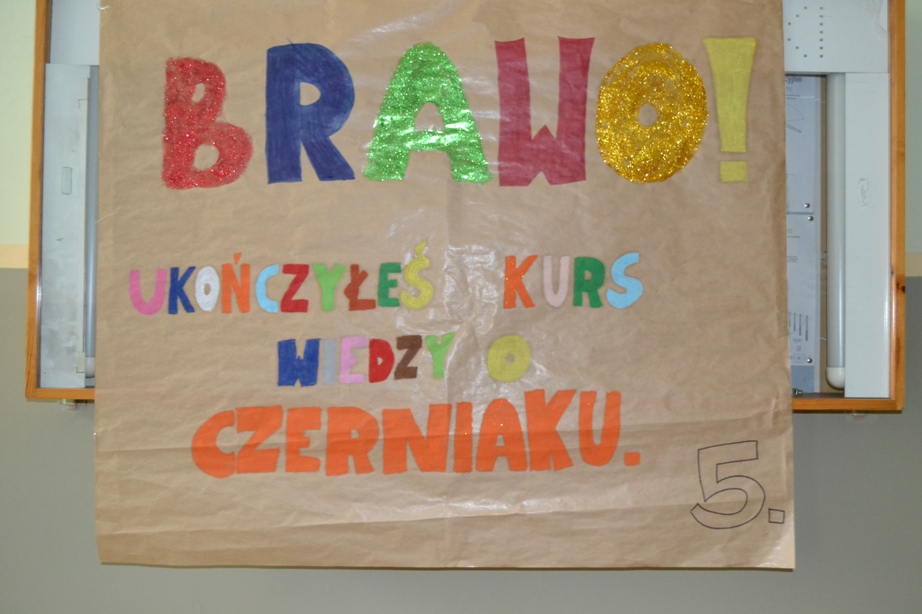 BRAWO!
UKOŃCZYŁEŚ KURS
WIEDZY O
CZERNIAKU.
5.